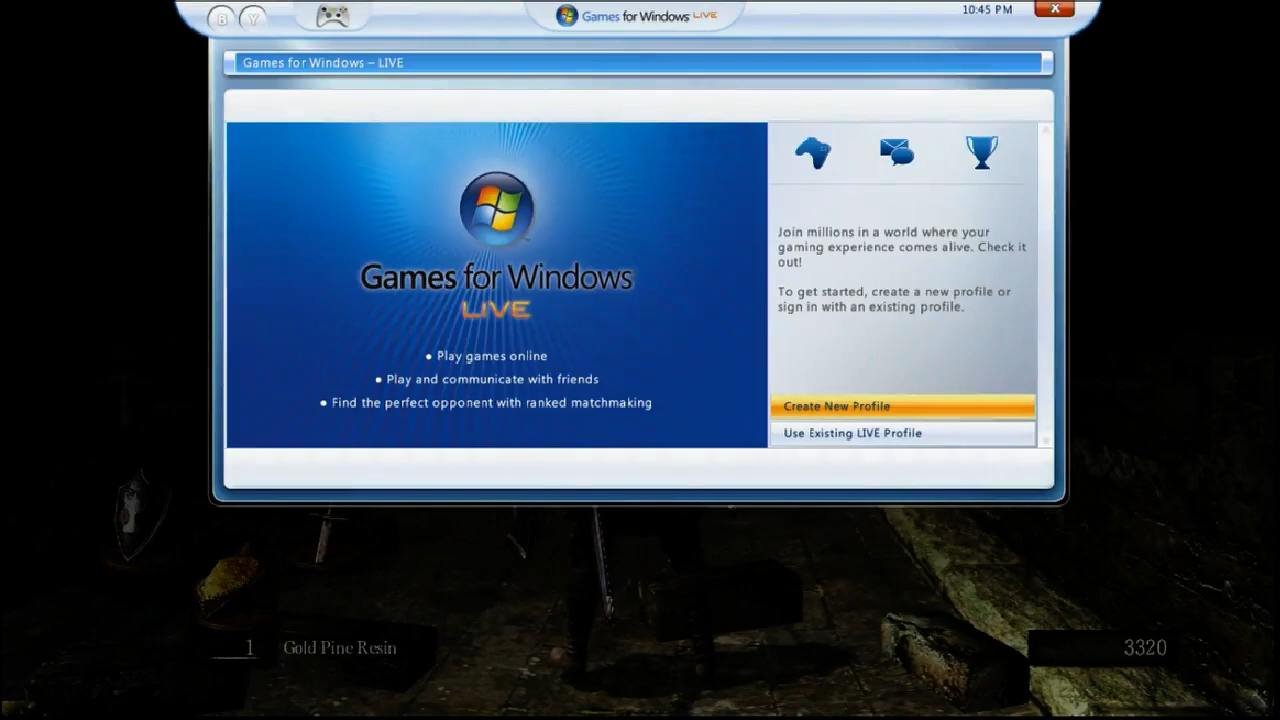 B Y
Games for Windows LIVE
10:45 PM
X
Games for Windows – LIVE
Games for Windows
LIVE
• Play games online
• Play and communicate with friends
• Find the perfect opponent with ranked matchmaking
Join millions in a world where your
gaming experience comes alive. Check it
out!
To get started, create a new profile or
sign in with an existing profile.
Create New Profile
Use Existing LIVE Profile
1 Gold Pine Resin
3320